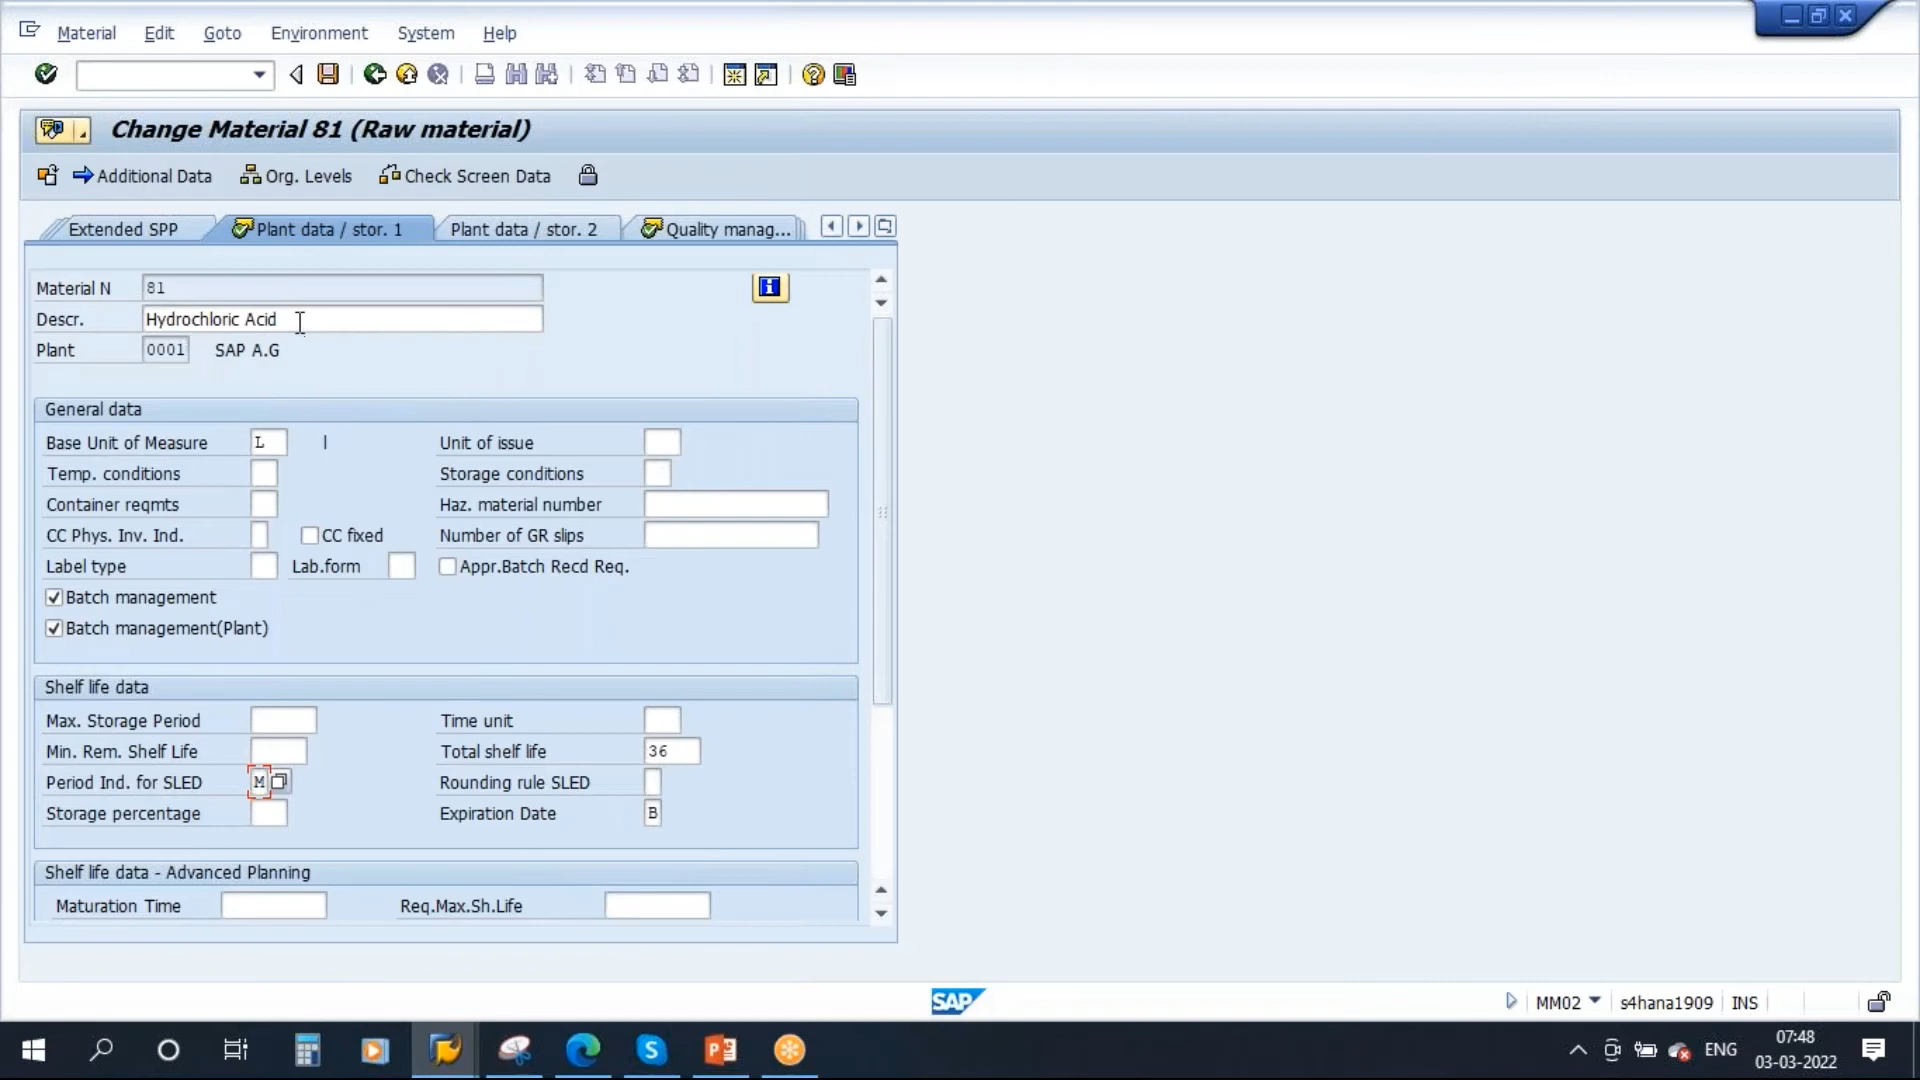 Material Edit Goto Environment System Help
Change Material 81 (Raw material)
Additional Data Org. Levels Check Screen Data
Extended SPP Plant data / stor. 1 Plant data / stor. 2 Quality manag...
Material N 81
Descr. Hydrochloric Acid
Plant 0001 SAP A.G
General data
Base Unit of Measure L l Unit of issue
Temp. conditions Storage conditions
Container reqmts Haz. material number
CC Phys. Inv. Ind. CC fixed Number of GR slips
Label type Lab.form Appr.Batch Recd Req.
Batch management
Batch management(Plant)
Shelf life data
Max. Storage Period Time unit
Min. Rem. Shelf Life Total shelf life 36
Period Ind. for SLED M Rounding rule SLED
Storage percentage Expiration Date B
Shelf life data - Advanced Planning
Maturation Time Req.Max.Sh.Life
SAP MM02 s4hana1909 INS
ENG 07:48
03-03-2022